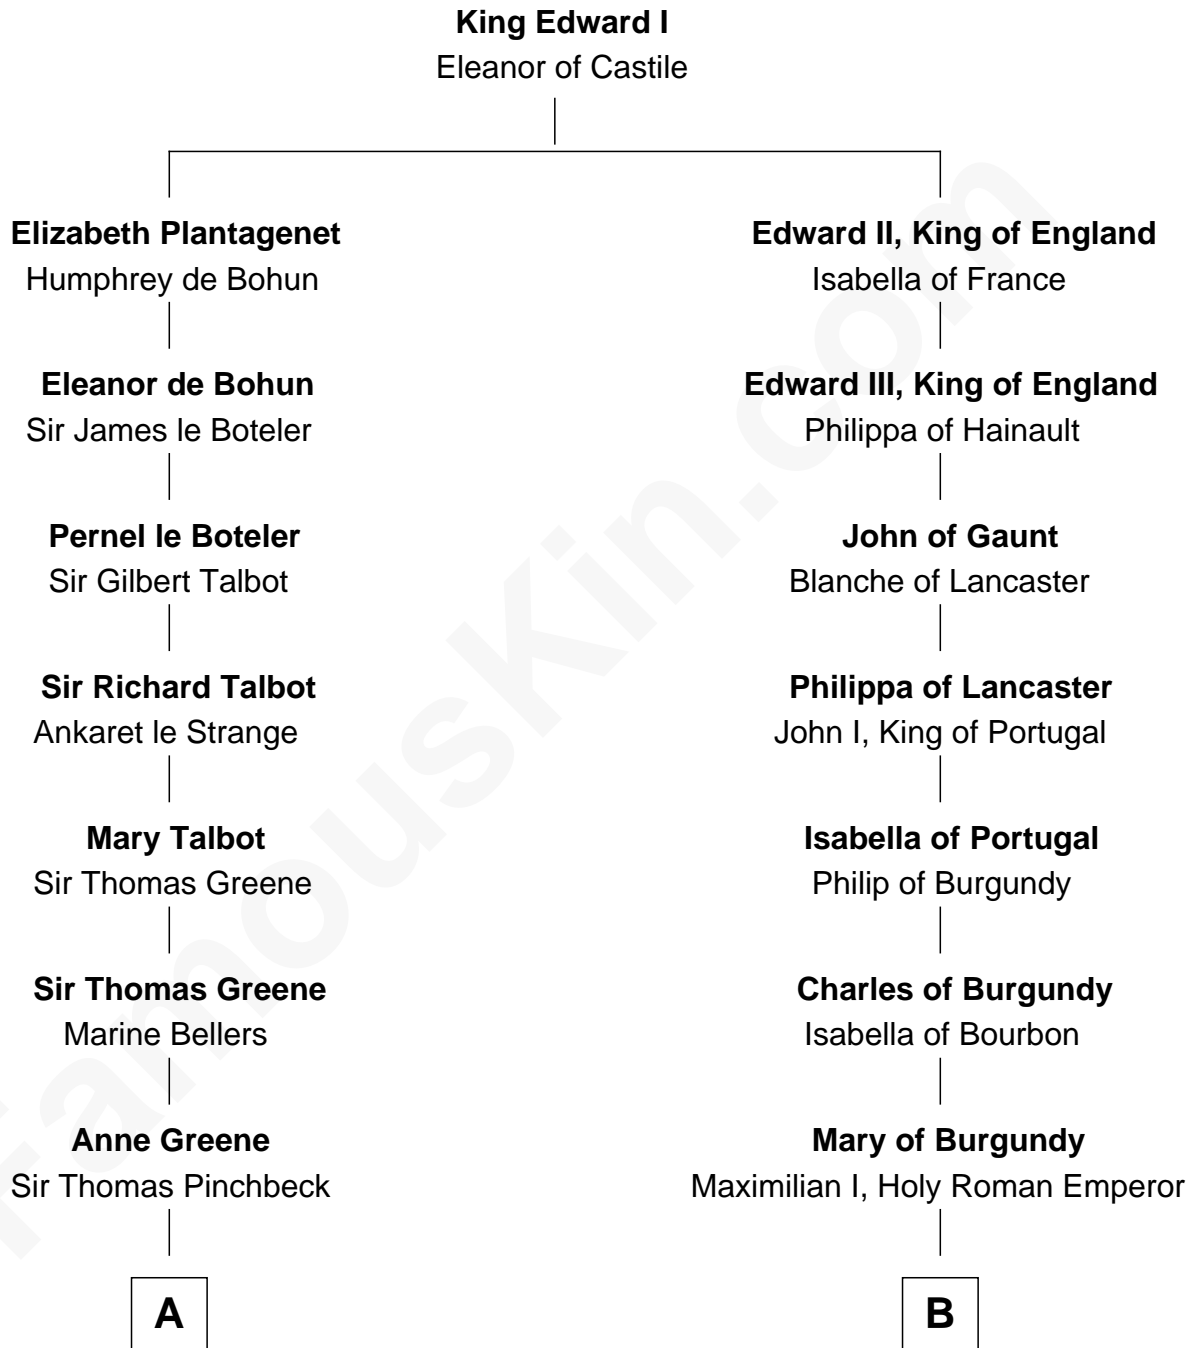 King Edward I
Eleanor of Castile
Elizabeth Plantagenet
Humphrey de Bohun
Edward II, King of England
Isabella of France
Eleanor de Bohun
Sir James le Boteler
Edward III, King of England
Philippa of Hainault
Pernel le Boteler
Sir Gilbert Talbot
John of Gaunt
Blanche of Lancaster
Sir Richard Talbot
Ankaret le Strange
Philippa of Lancaster
John I, King of Portugal
Mary Talbot
Sir Thomas Greene
Isabella of Portugal
Philip of Burgundy
Sir Thomas Greene
Marine Bellers
Charles of Burgundy
Isabella of Bourbon
Anne Greene
Sir Thomas Pinchbeck
Mary of Burgundy
Maximilian I, Holy Roman Emperor
A
B
FamousKin.com